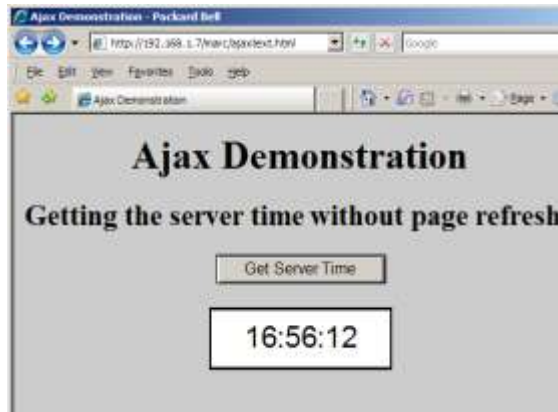 Ajax Demonstration - Packard Bell
http://192.168.1.7/marc/ajaxtext.html
Google
File Edit View Favorites Tools Help
Ajax Demonstration
Page
Ajax Demonstration
Getting the server time without page refresh
Get Server Time
16:56:12